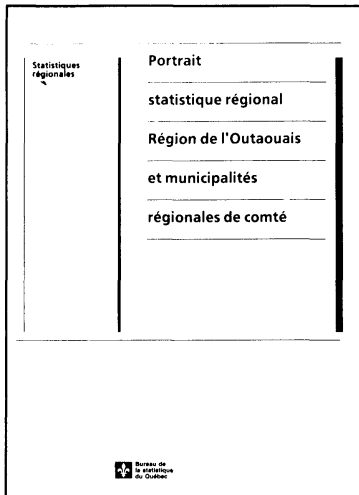 Statistiques
régionales
Portrait
statistique régional
Région de l'Outaouais
et municipalités
régionales de comté
Bureau de
la statistique
du Québec